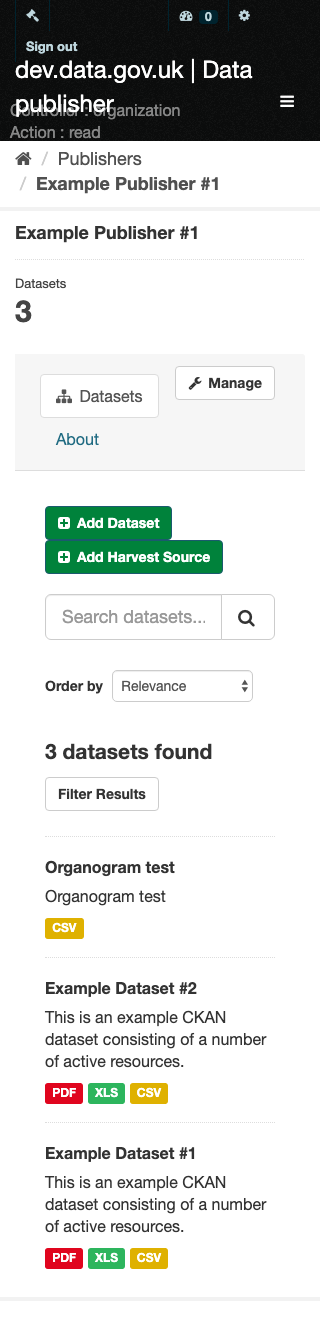 0
Sign out
dev.data.gov.uk | Data
publisher
Controller : organization
Action : read
/ Publishers
/ Example Publisher #1
Example Publisher #1
Datasets
3
Datasets
Manage
About
Add Dataset
Add Harvest Source
Search datasets...
Order by Relevance
3 datasets found
Filter Results
Organogram test
Organogram test
CSV
Example Dataset #2
This is an example CKAN
dataset consisting of a number
of active resources.
PDF XLS CSV
Example Dataset #1
This is an example CKAN
dataset consisting of a number
of active resources.
PDF XLS CSV